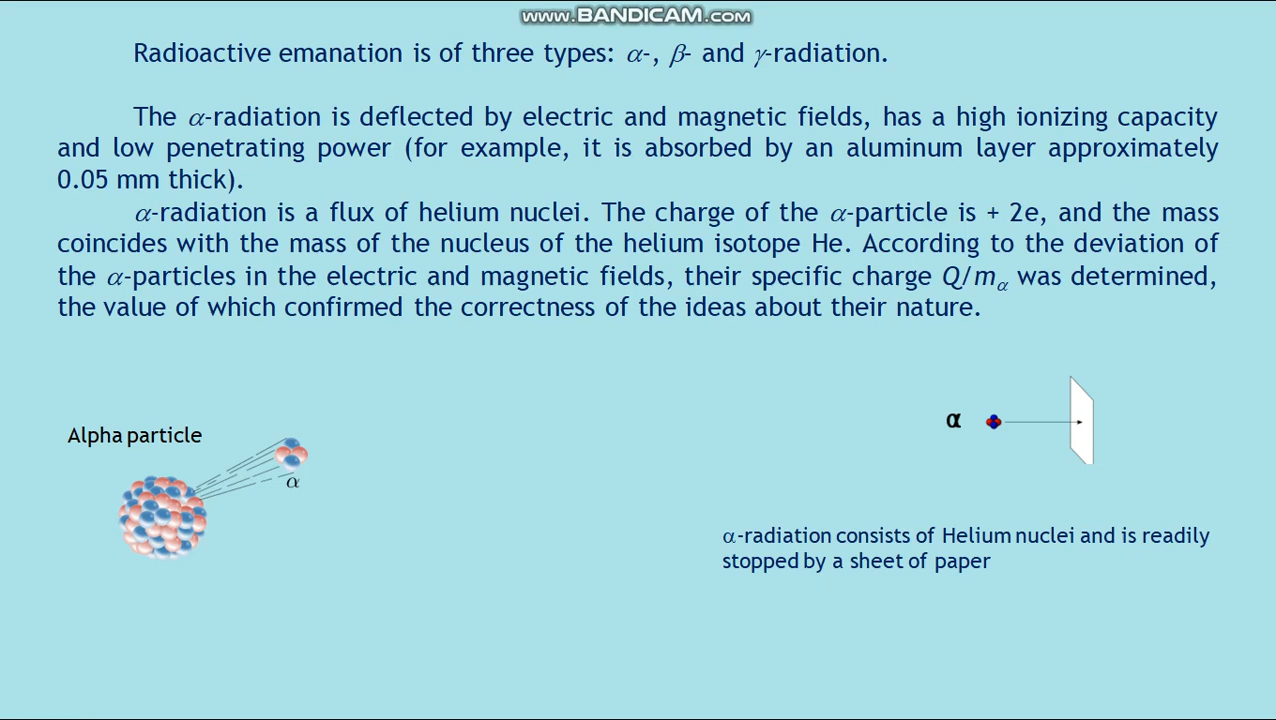 www.BANDICAM.com
Radioactive emanation is of three types: α-, β- and γ-radiation.
The α-radiation is deflected by electric and magnetic fields, has a high ionizing capacity
and low penetrating power (for example, it is absorbed by an aluminum layer approximately
0.05 mm thick).
α-radiation is a flux of helium nuclei. The charge of the α-particle is + 2e, and the mass
coincides with the mass of the nucleus of the helium isotope He. According to the deviation of
the α-particles in the electric and magnetic fields, their specific charge Q/mα was determined,
the value of which confirmed the correctness of the ideas about their nature.
Alpha particle
α
α
α-radiation consists of Helium nuclei and is readily
stopped by a sheet of paper